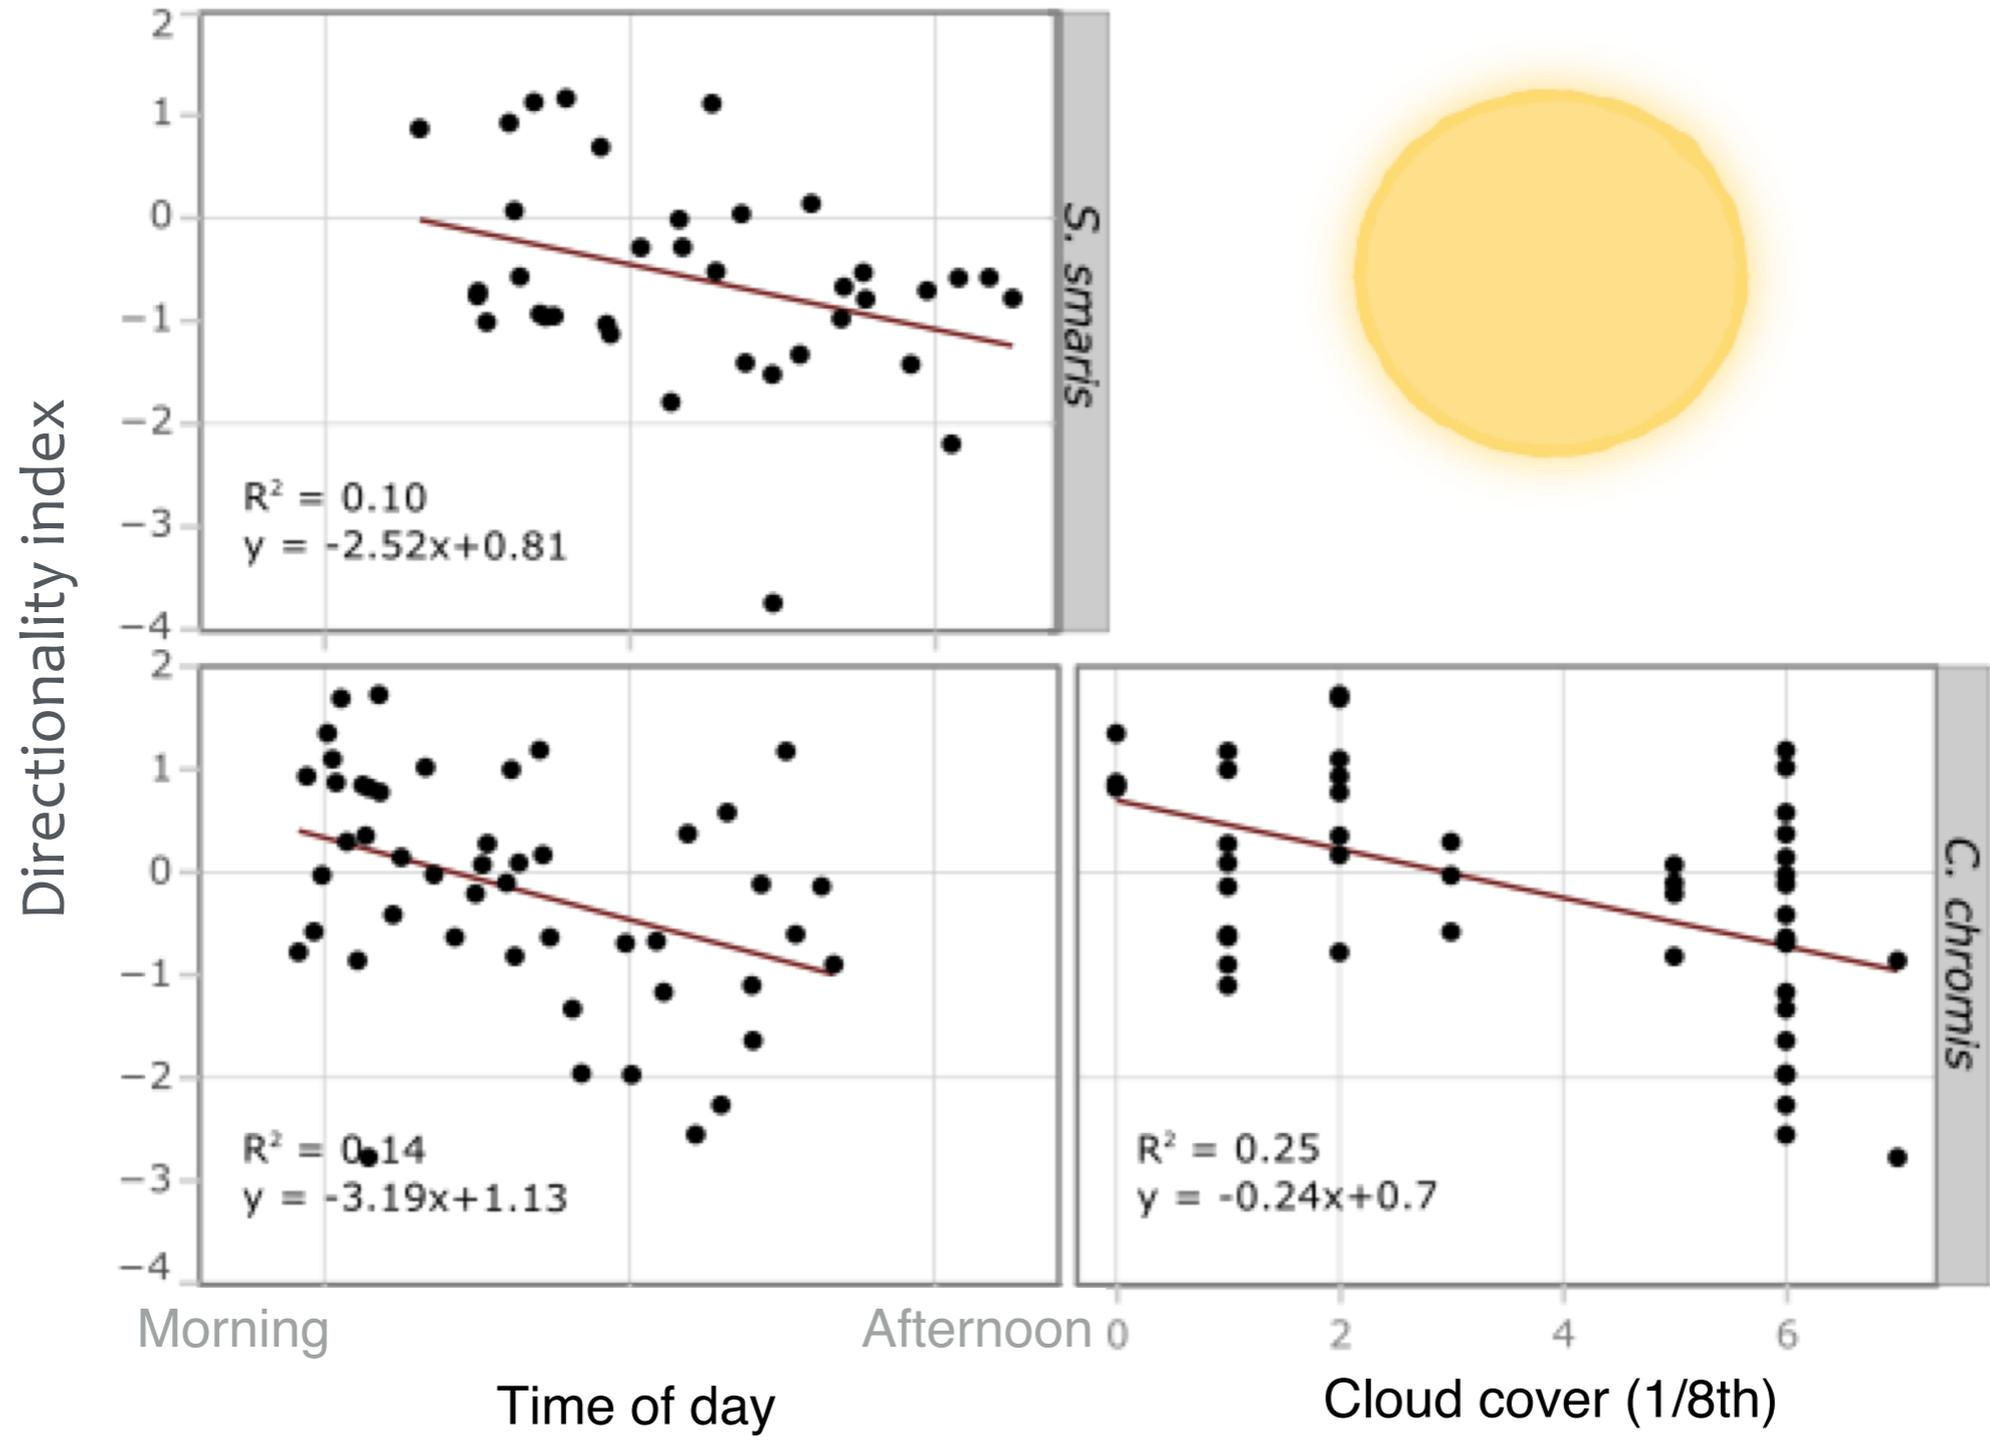 Directionality index
2
1
0
−1
−2
−3
−4
R² = 0.10
y = -2.52x+0.81
S. smaris
2
1
0
−1
−2
−3
−4
R² = 0.14
y = -3.19x+1.13
R² = 0.25
y = -0.24x+0.7
C. chromis
Morning Afternoon
0 2 4 6
Time of day
Cloud cover (1/8th)